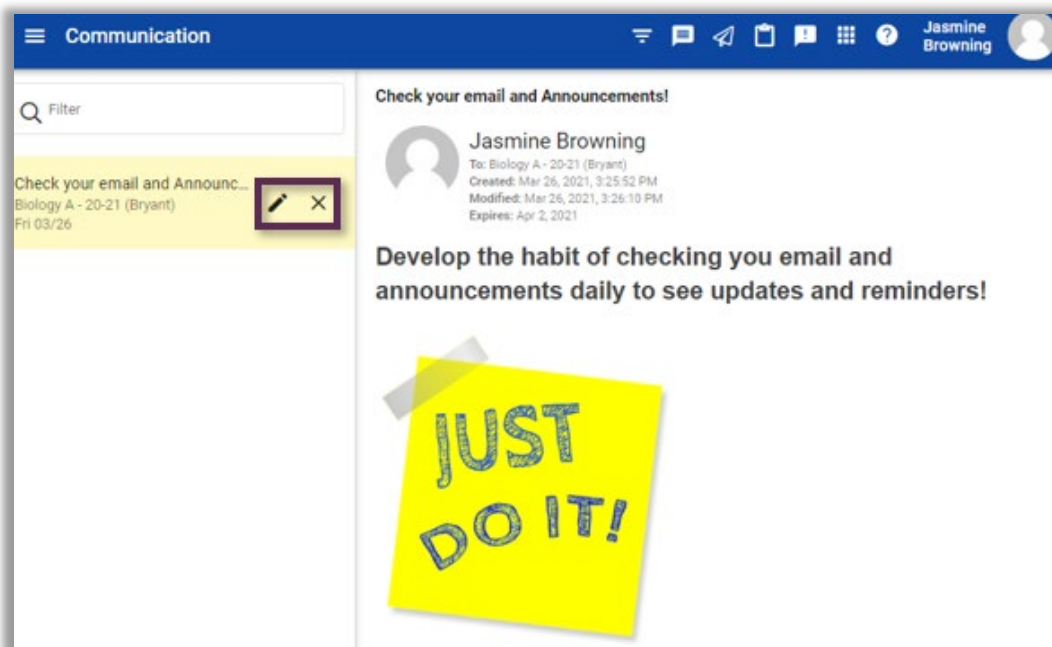 Communication
Jasmine
Browning
Filter
Check your email and Announc...
Biology A - 20-21 (Bryant)
Fri 03/26
Check your email and Announcements!
Jasmine Browning
To: Biology A - 20-21 (Bryant)
Created: Mar 26, 2021, 3:25:52 PM
Modified: Mar 26, 2021, 3:26:10 PM
Expires: Apr 2, 2021
Develop the habit of checking you email and
announcements daily to see updates and reminders!
JUST
DO IT!